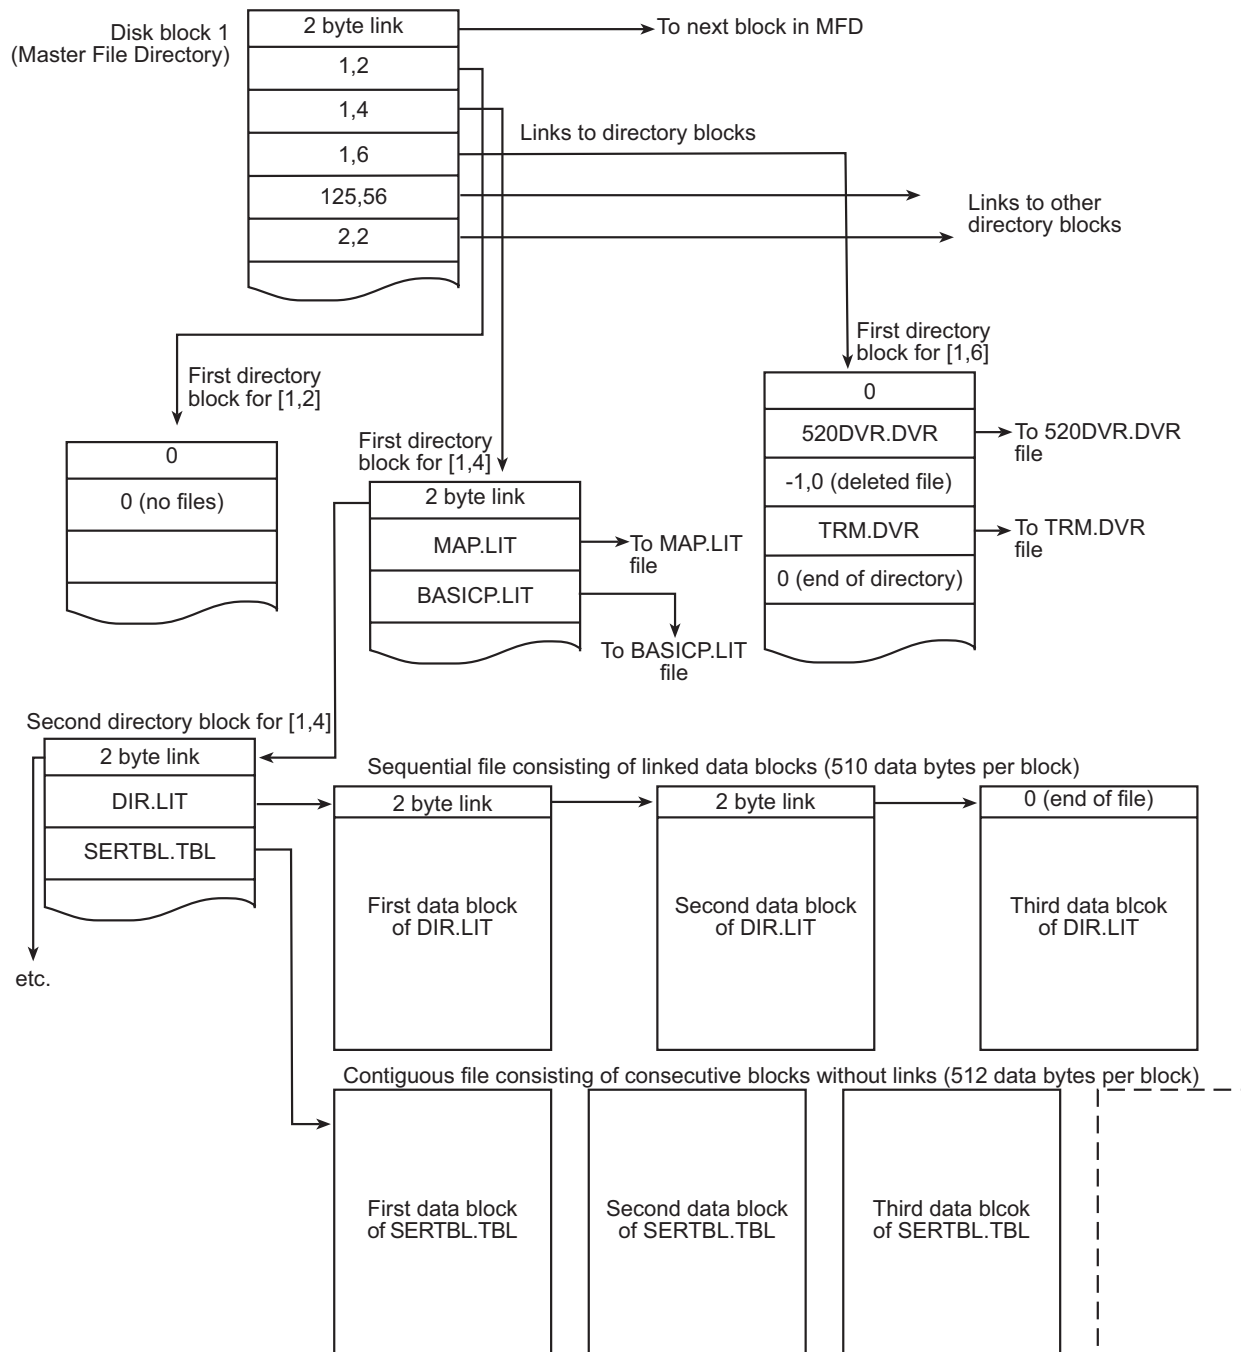 Disk block 1
(Master File Directory)
2 byte link
To next block in MFD
1,2
1,4
Links to directory blocks
1,6
125,56
Links to other
directory blocks
2,2
First directory
block for [1,2]
0
0 (no files)
First directory
block for [1,4]
2 byte link
MAP.LIT
To MAP.LIT
file
BASICP.LIT
To BASICP.LIT
file
First directory
block for [1,6]
0
520DVR.DVR
To 520DVR.DVR
file
-1,0 (deleted file)
TRM.DVR
To TRM.DVR
file
0 (end of directory)
Second directory block for [1,4]
2 byte link
DIR.LIT
SERTBL.TBL
etc.
Sequential file consisting of linked data blocks (510 data bytes per block)
2 byte link
First data block
of DIR.LIT
2 byte link
Second data block
of DIR.LIT
0 (end of file)
Third data blcok
of DIR.LIT
Contiguous file consisting of consecutive blocks without links (512 data bytes per block)
First data block
of SERTBL.TBL
Second data block
of SERTBL.TBL
Third data blcok
of SERTBL.TBL